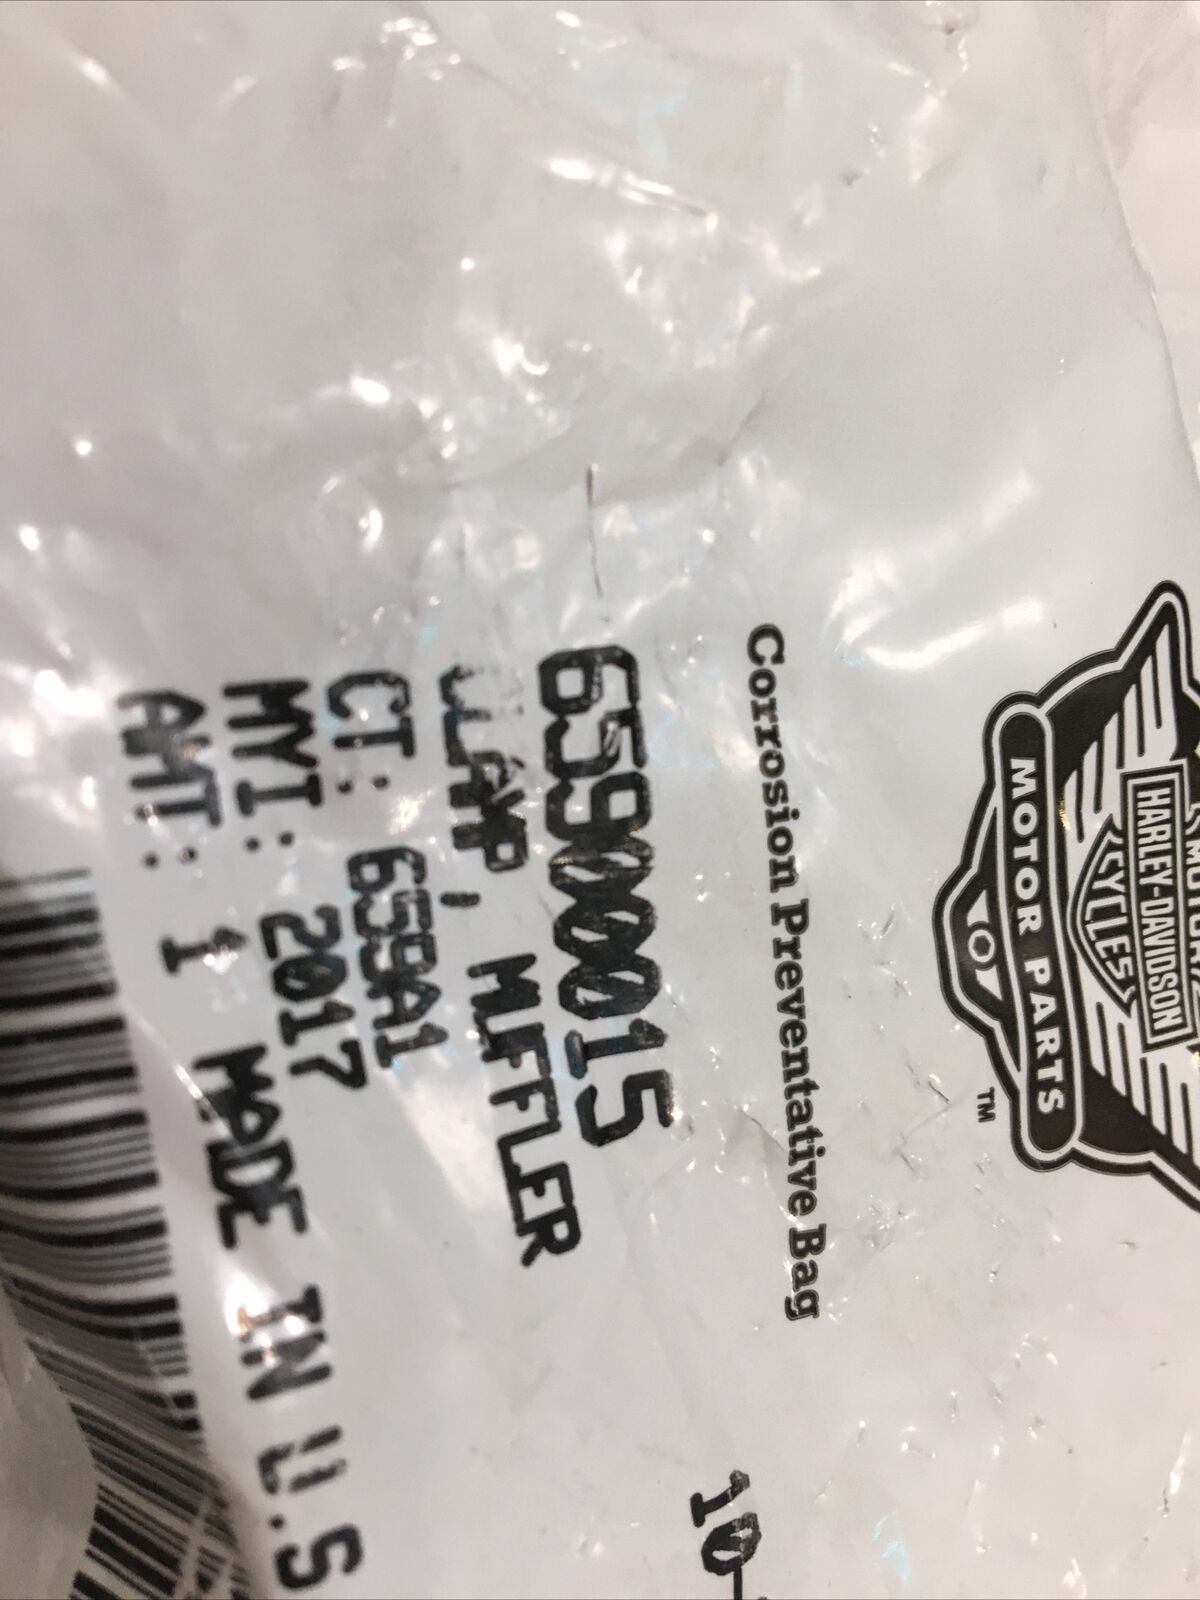 HARLEY-DAVIDSON
CYCLES
MOTOR PARTS
TM
Corrosion Preventative Bag
10-
65900015
CLAMP, MUFFLER
CT: 659A1
MYI: 2017
AMT: 1 MADE IN U.S